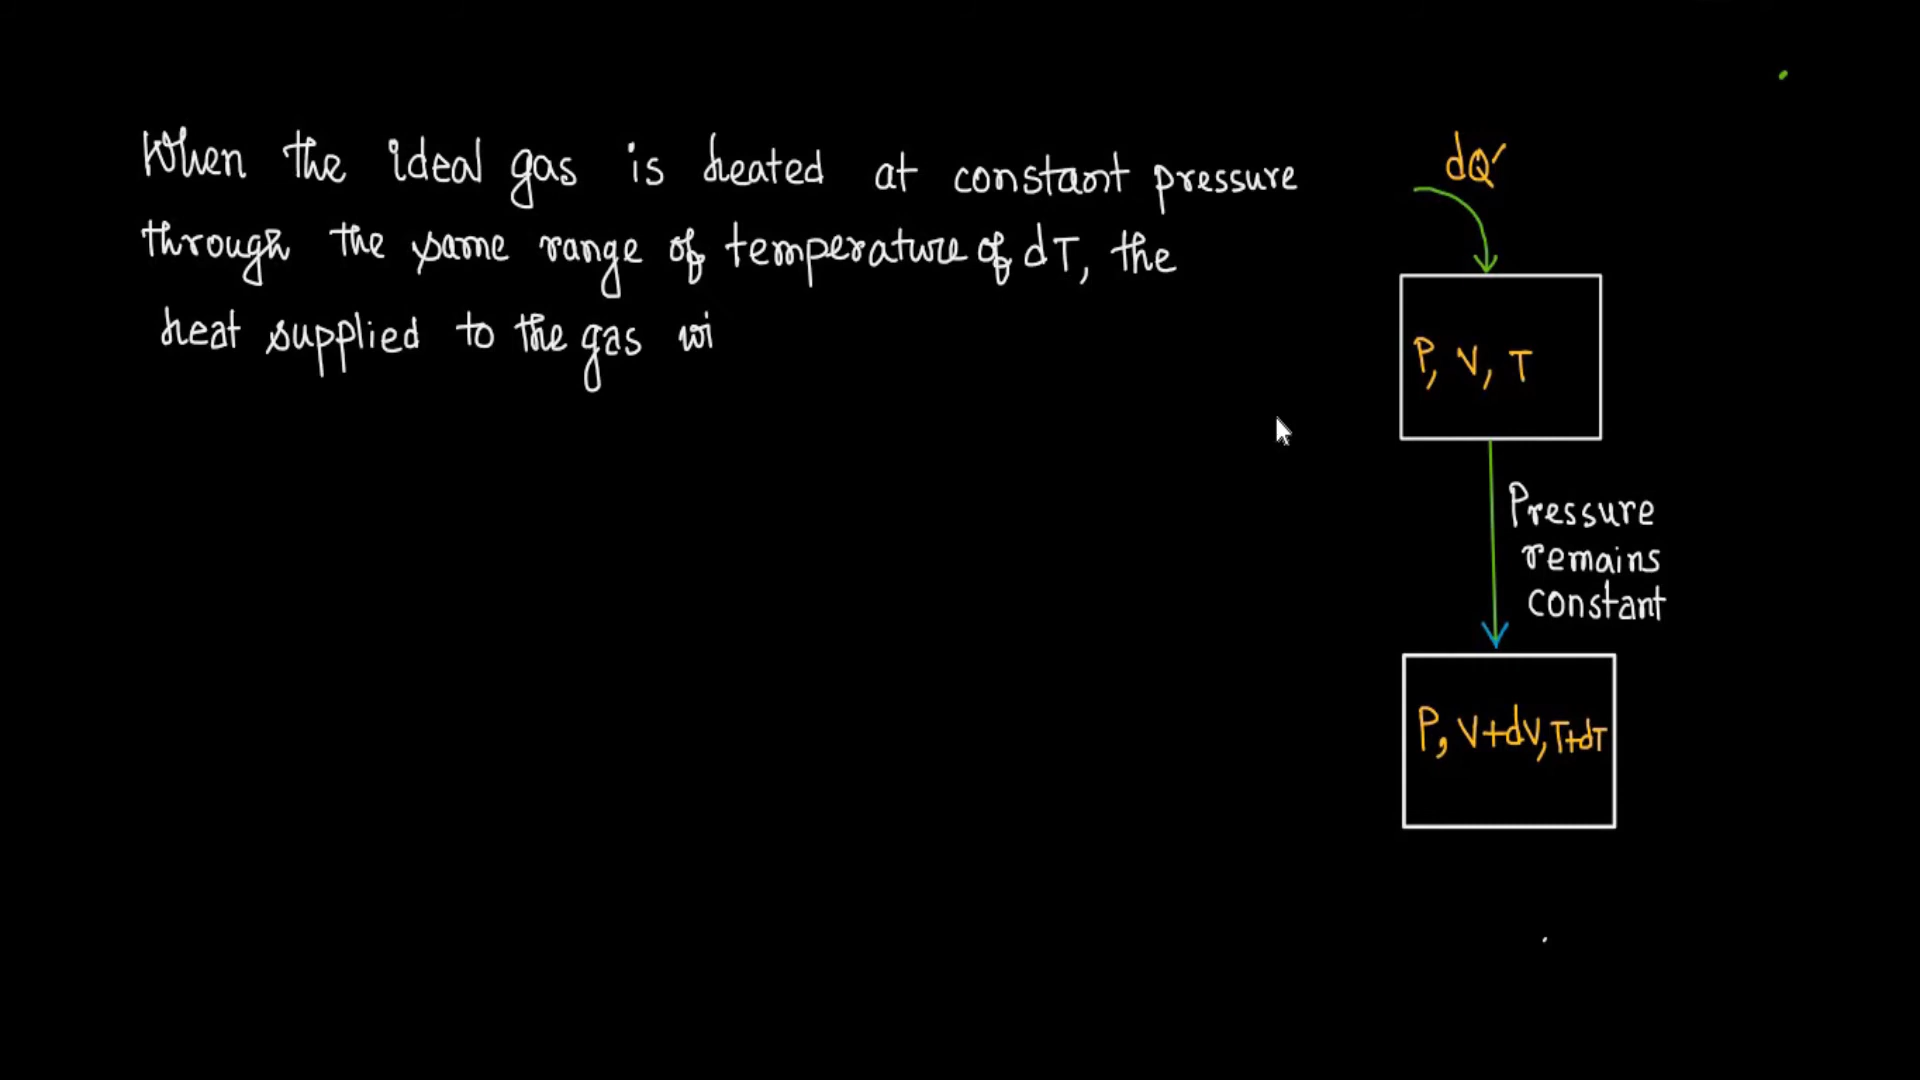 When the ideal gas is heated at constant pressure
through the same range of temperature of dT, the
heat supplied to the gas wi
dQ'
P, V, T
Pressure
remains
constant
P, V+dV, T+dT